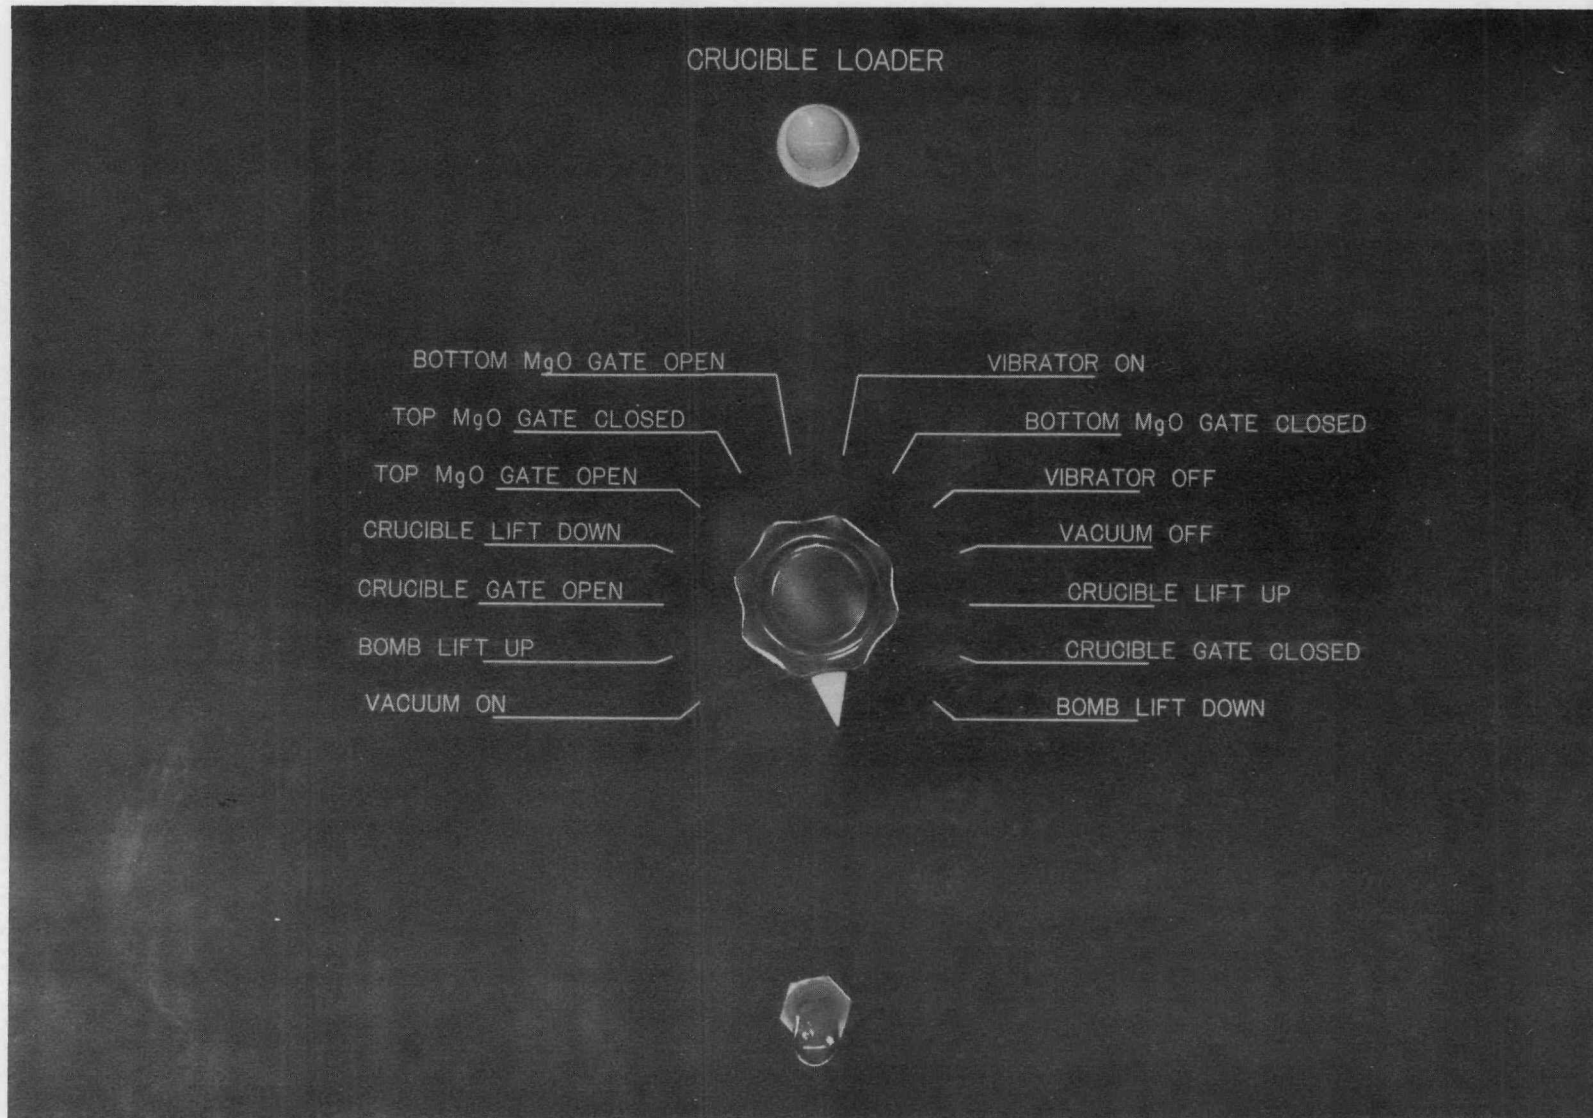 CRUCIBLE LOADER
BOTTOM MgO GATE OPEN
VIBRATOR ON
TOP MgO GATE CLOSED
BOTTOM MgO GATE CLOSED
TOP MgO GATE OPEN
VIBRATOR OFF
CRUCIBLE LIFT DOWN
VACUUM OFF
CRUCIBLE GATE OPEN
CRUCIBLE LIFT UP
BOMB LIFT UP
CRUCIBLE GATE CLOSED
VACUUM ON
BOMB LIFT DOWN